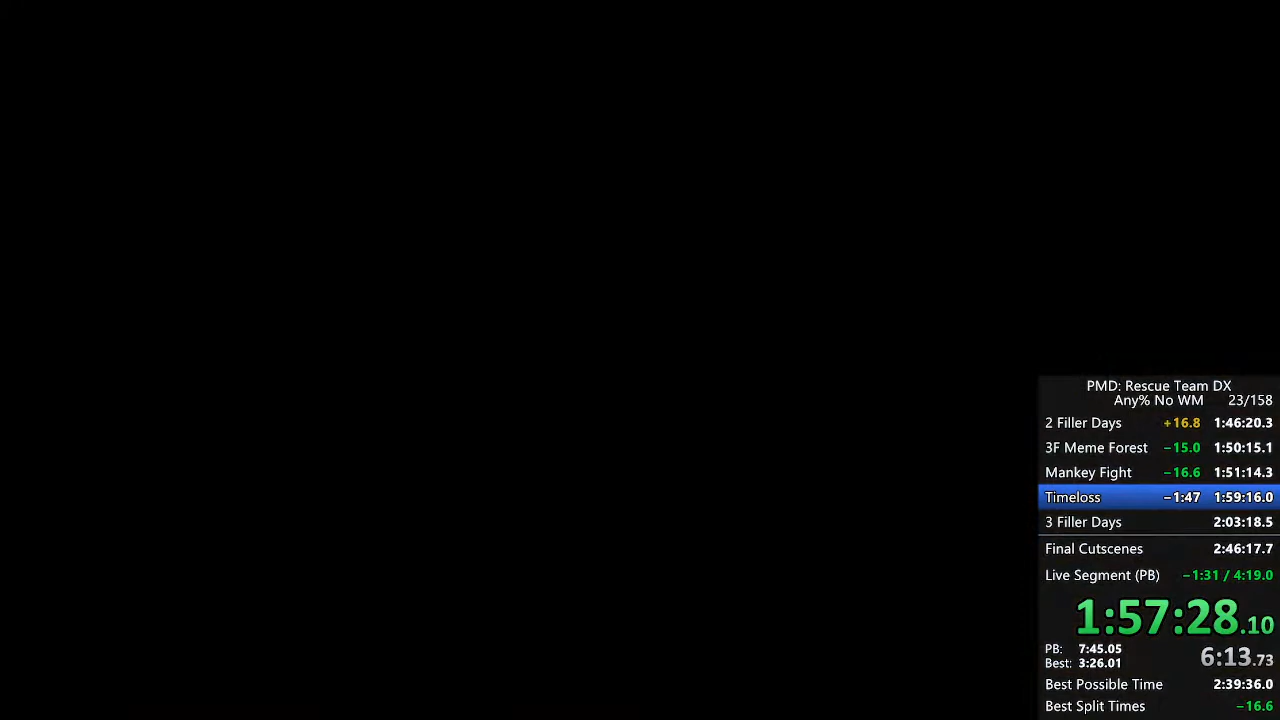 PMD: Rescue Team DX
Any% No WM 23/158
2 Filler Days +16.8 1:46:20.3
3F Meme Forest −15.0 1:50:15.1
Mankey Fight −16.6 1:51:14.3
Timeloss −1:47 1:59:16.0
3 Filler Days 2:03:18.5
Final Cutscenes 2:46:17.7
Live Segment (PB) −1:31 / 4:19.0
1:57:28.10
PB: 7:45.05
Best: 3:26.01
6:13.73
Best Possible Time 2:39:36.0
Best Split Times −16.6